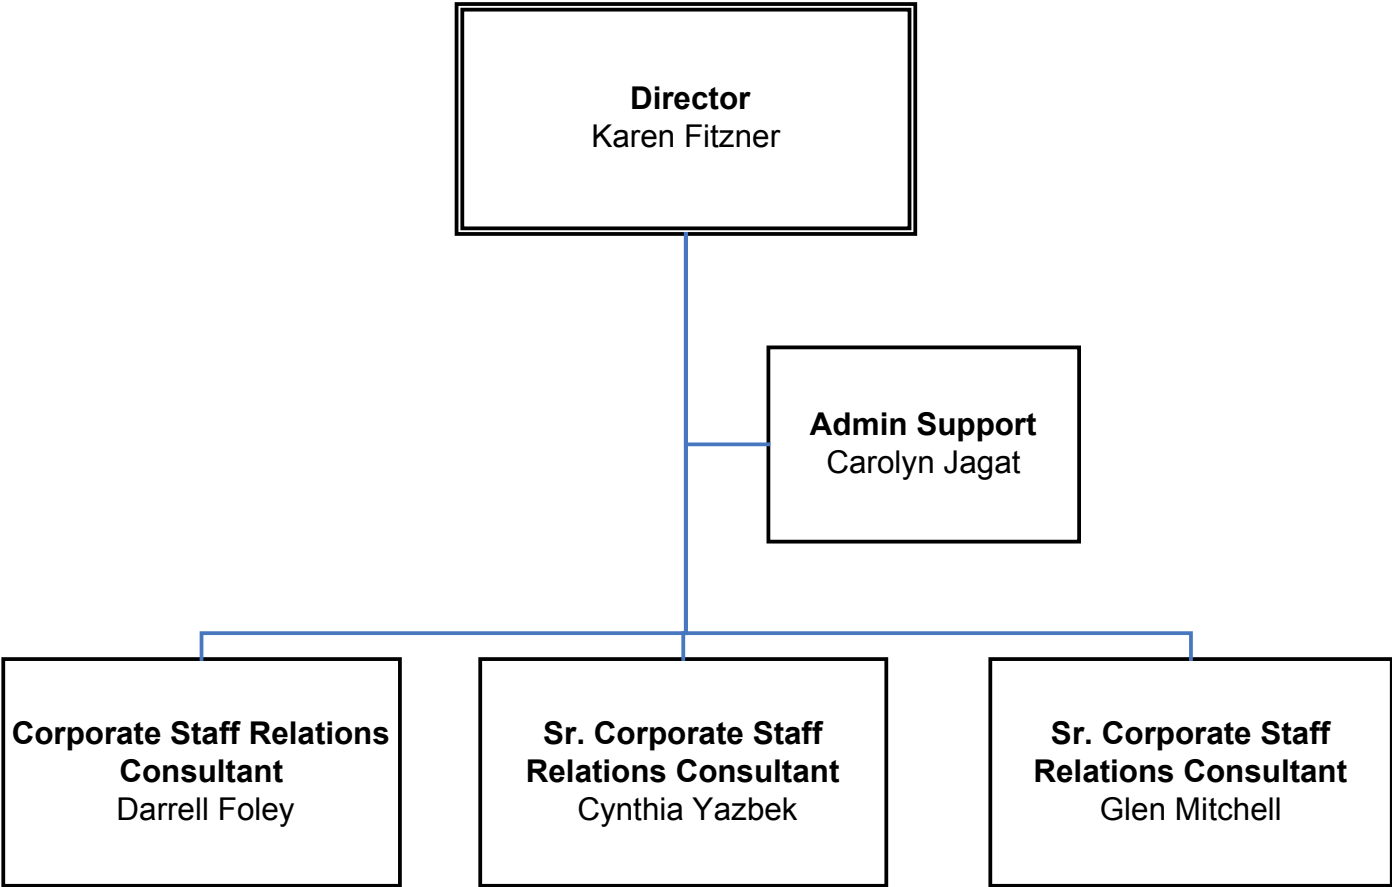 Director
Karen Fitzner
Admin Support
Carolyn Jagat
Corporate Staff Relations
Consultant
Darrell Foley
Sr. Corporate Staff
Relations Consultant
Cynthia Yazbek
Sr. Corporate Staff
Relations Consultant
Glen Mitchell